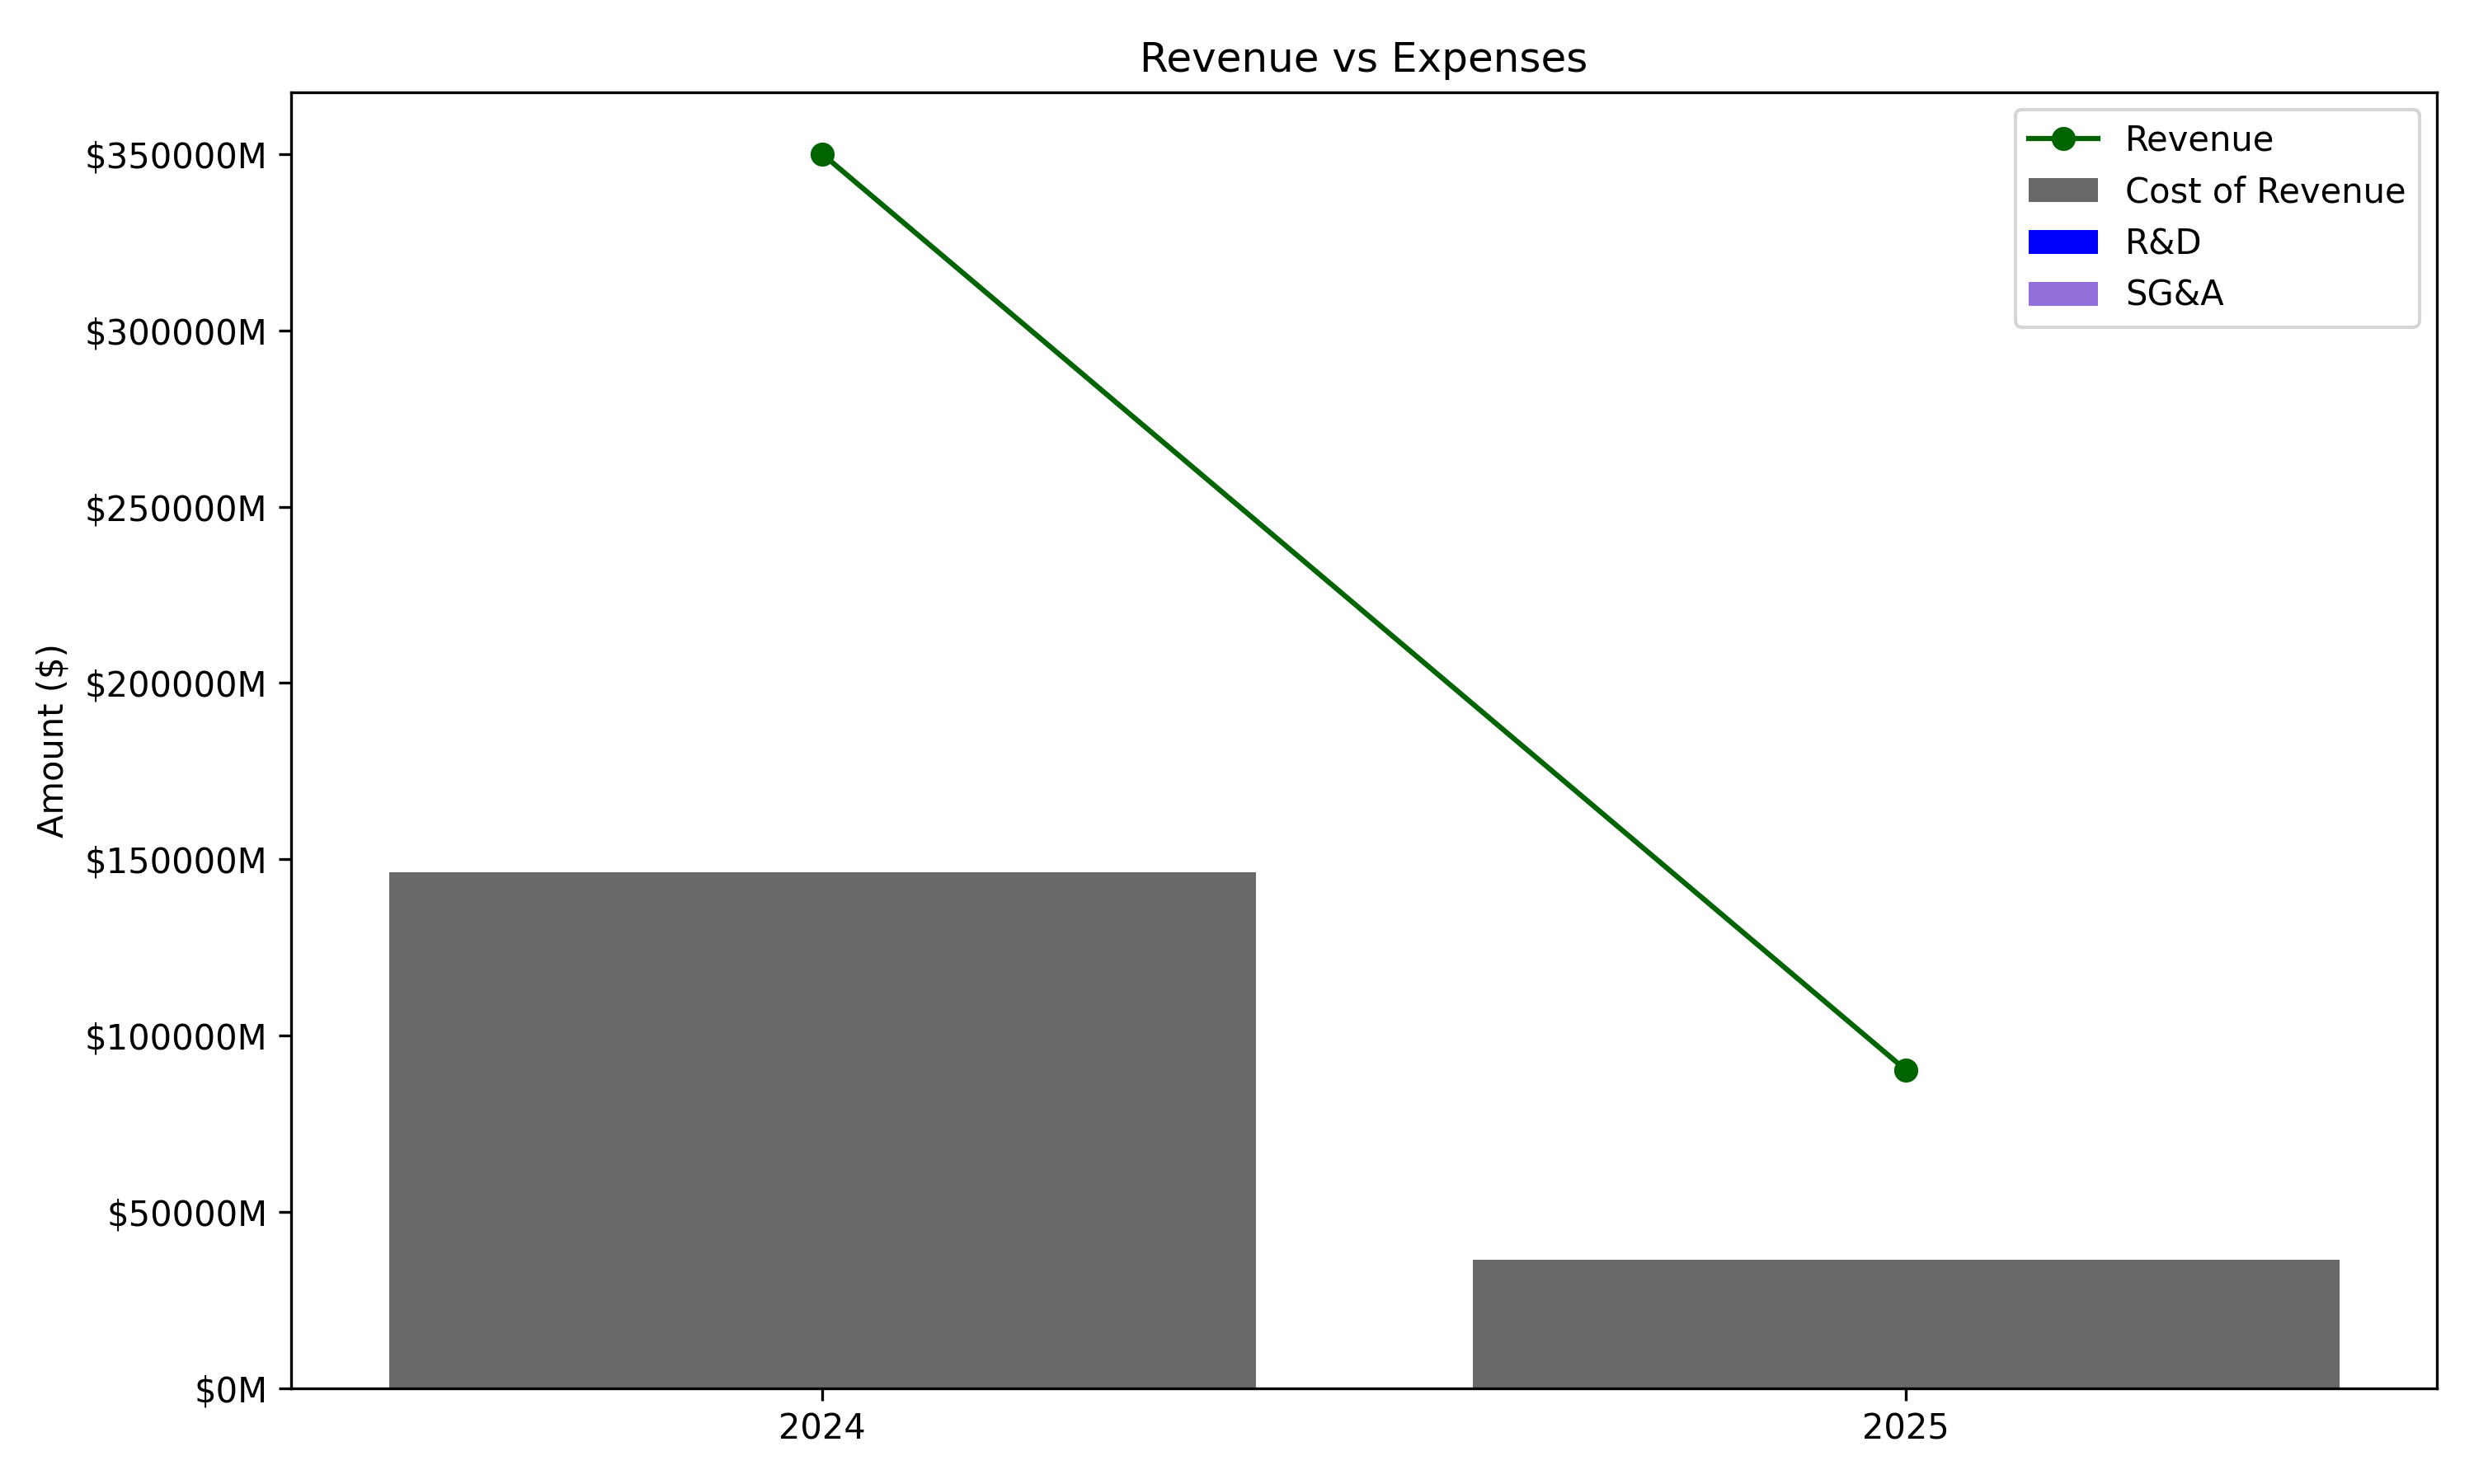 Revenue vs Expenses
Revenue
Cost of Revenue
R&D
SG&A
Amount ($)
$350000M
$300000M
$250000M
$200000M
$150000M
$100000M
$50000M
$0M
2024
2025